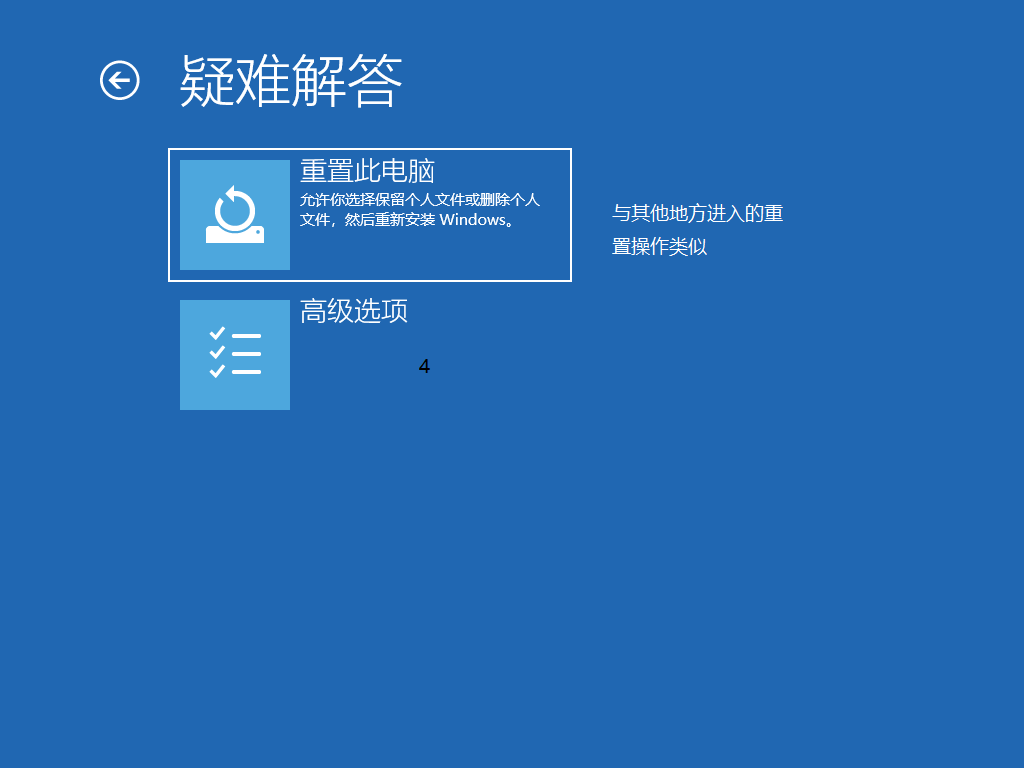 疑难解答
重置此电脑
允许你选择保留个人文件或删除个人
文件，然后重新安装 Windows。
与其他地方进入的重
置操作类似
高级选项
4